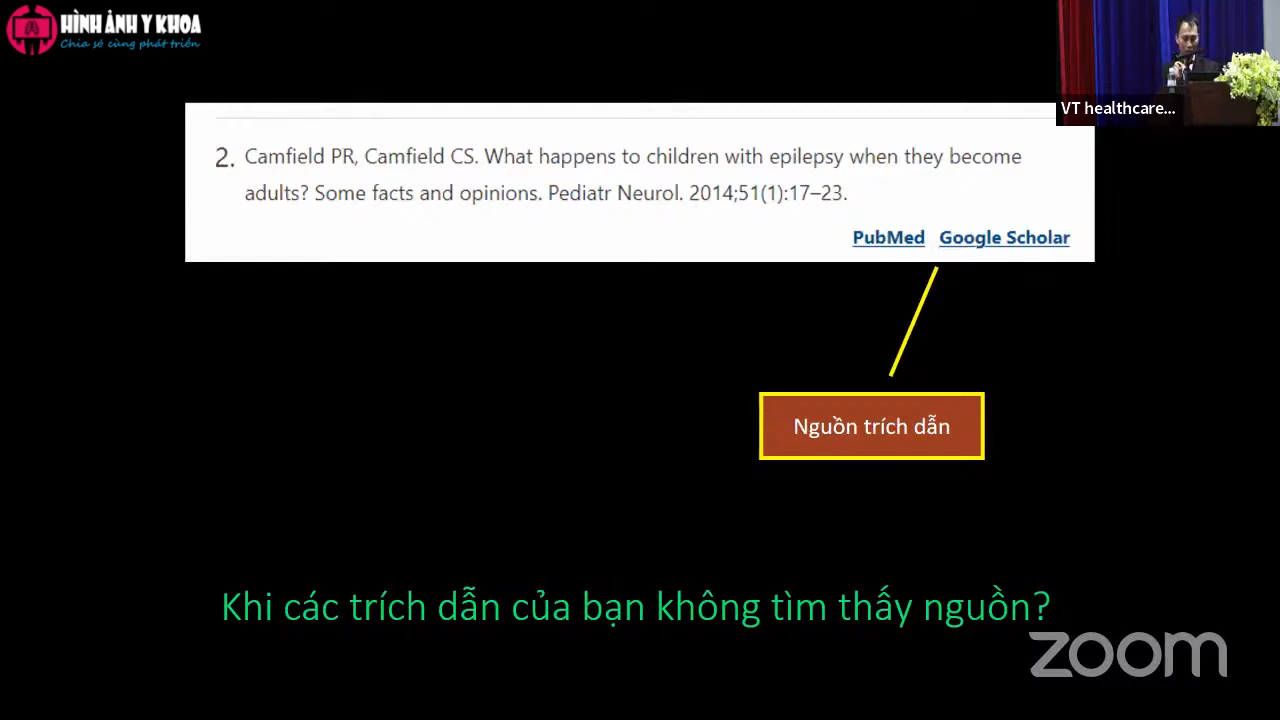 HÌNH ẢNH Y KHOA
Chia sẻ cùng phát triển
VT healthcare...
2. Camfield PR, Camfield CS. What happens to children with epilepsy when they become
adults? Some facts and opinions. Pediatr Neurol. 2014;51(1):17–23.
PubMed Google Scholar
Nguồn trích dẫn
Khi các trích dẫn của bạn không tìm thấy nguồn?
zoom